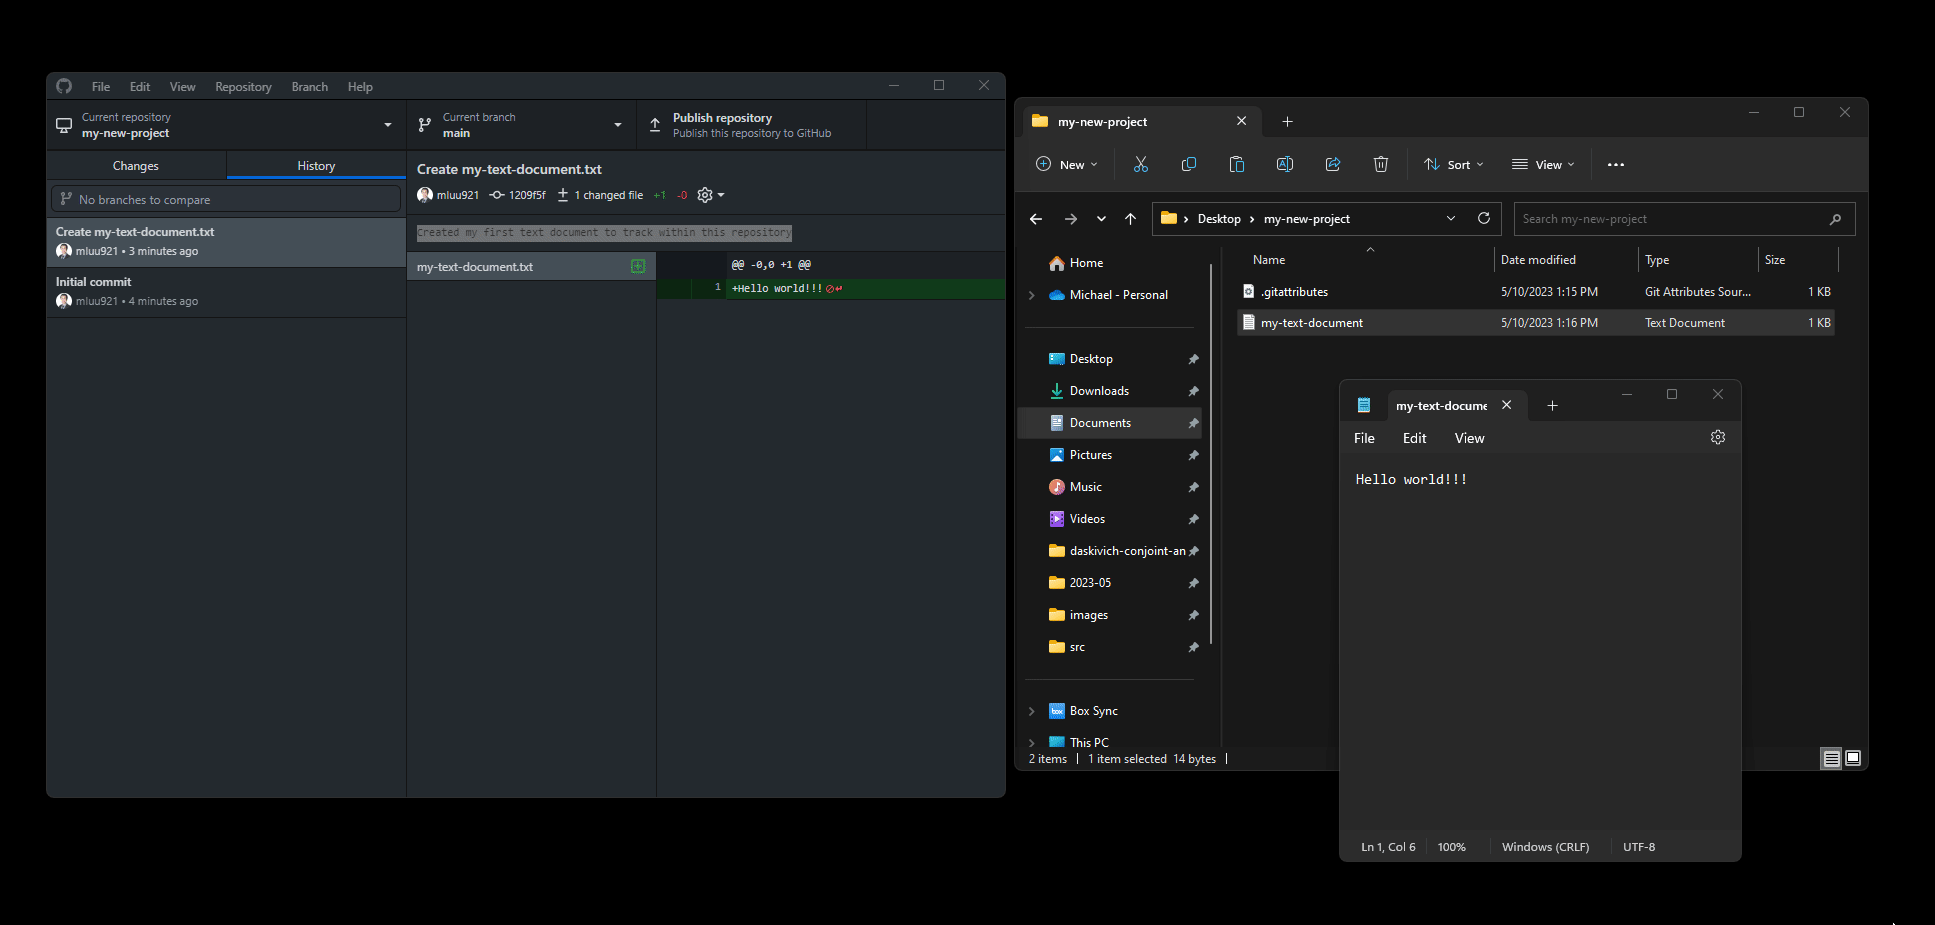 File Edit View Repository Branch Help
Current repository
my-new-project
Current branch
main
Publish repository
Publish this repository to GitHub
Changes History
No branches to compare
Create my-text-document.txt
mluu921 • 3 minutes ago
Initial commit
mluu921 • 4 minutes ago
Create my-text-document.txt
mluu921 1209f5f 1 changed file +1 -0
Created my first text document to track within this repository
my-text-document.txt
@@ -0,0 +1 @@
1 +Hello world!!!
my-new-project
New Sort View
Desktop my-new-project Search my-new-project
Home
Michael - Personal
Desktop
Downloads
Documents
Pictures
Music
Videos
daskivich-conjoint-an
2023-05
images
src
box Box Sync
This PC
Name Date modified Type Size
.gitattributes 5/10/2023 1:15 PM Git Attributes Sour... 1 KB
my-text-document 5/10/2023 1:16 PM Text Document 1 KB
2 items 1 item selected 14 bytes
my-text-docume
File Edit View
Hello world!!!
Ln 1, Col 6 100% Windows (CRLF) UTF-8